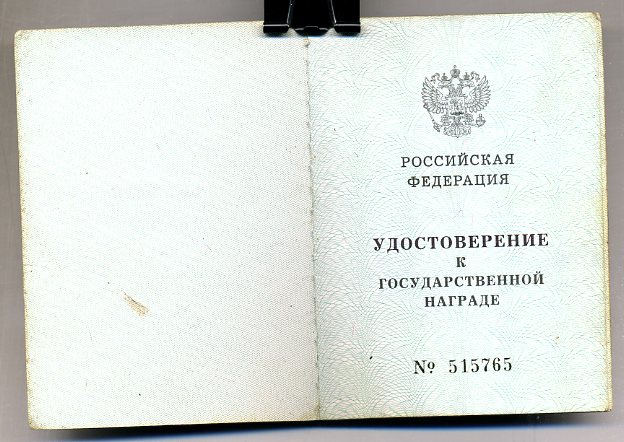 РОССИЙСКАЯ
ФЕДЕРАЦИЯ
УДОСТОВЕРЕНИЕ
К
ГОСУДАРСТВЕННОЙ
НАГРАДЕ
№ 515765